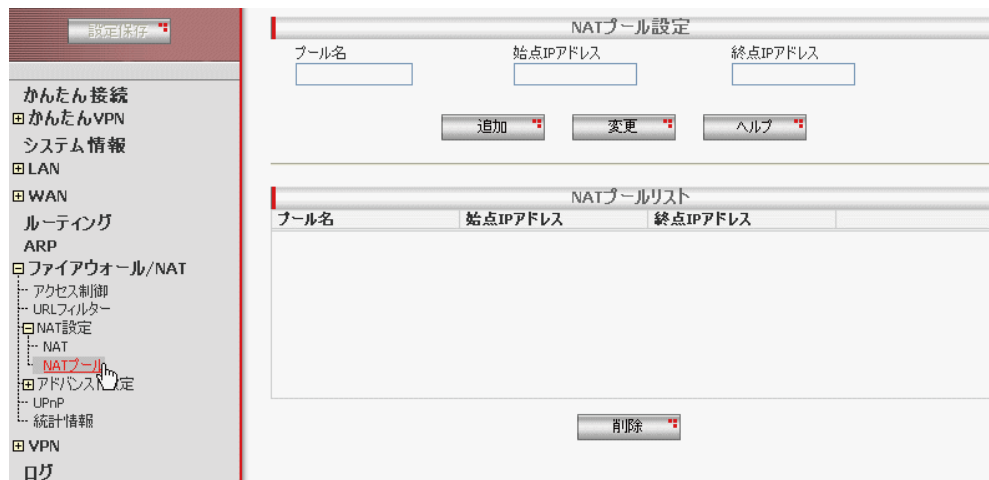 設定保存
かんたん接続
かんたんVPN
システム情報
LAN
WAN
ルーティング
ARP
ファイアウォール/NAT
アクセス制御
URLフィルター
NAT設定
NAT
NATプール
アドバンスト設定
UPnP
統計情報
VPN
ログ
NATプール設定
プール名 始点IPアドレス 終点IPアドレス
追加 変更 ヘルプ
NATプールリスト
プール名 始点IPアドレス 終点IPアドレス
削除